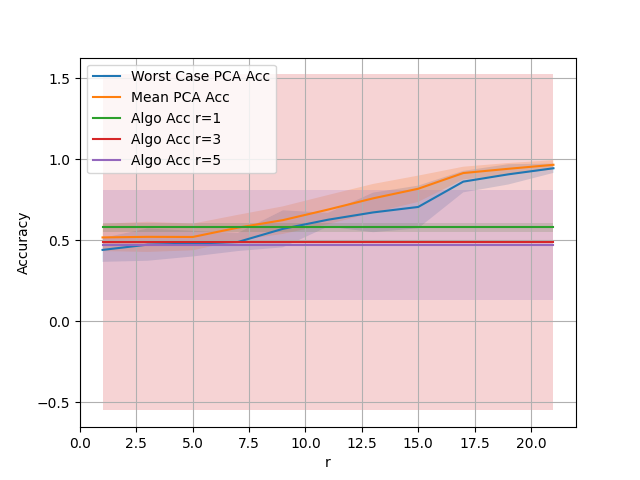 Worst Case PCA Acc
Mean PCA Acc
Algo Acc r=1
Algo Acc r=3
Algo Acc r=5
Accuracy
1.5
1.0
0.5
0.0
−0.5
0.0 2.5 5.0 7.5 10.0 12.5 15.0 17.5 20.0
r